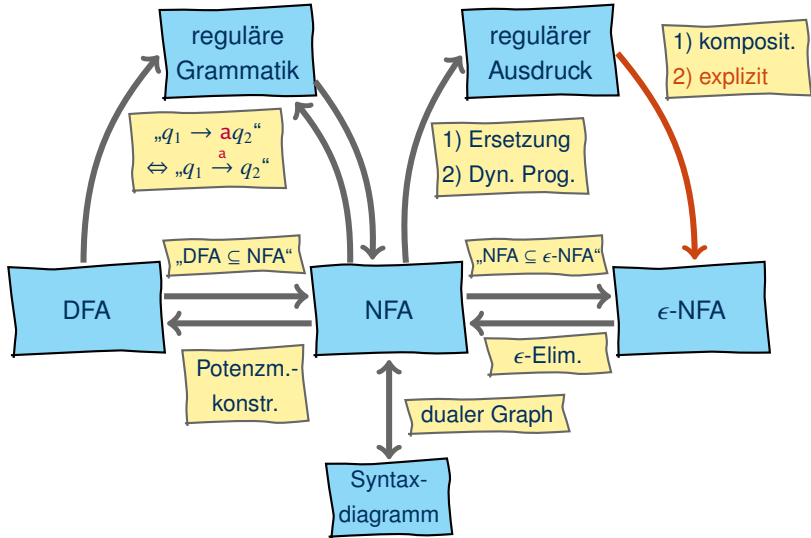 reguläre
Grammatik
regulärer
Ausdruck
1) komposit.
2) explizit
„q₁ → aq₂“
⇔ „q₁ →ᵃ q₂“
1) Ersetzung
2) Dyn. Prog.
„DFA ⊆ NFA“
„NFA ⊆ ϵ-NFA“
DFA
NFA
ϵ-NFA
Potenzm.-
konstr.
ϵ-Elim.
dualer Graph
Syntax-
diagramm